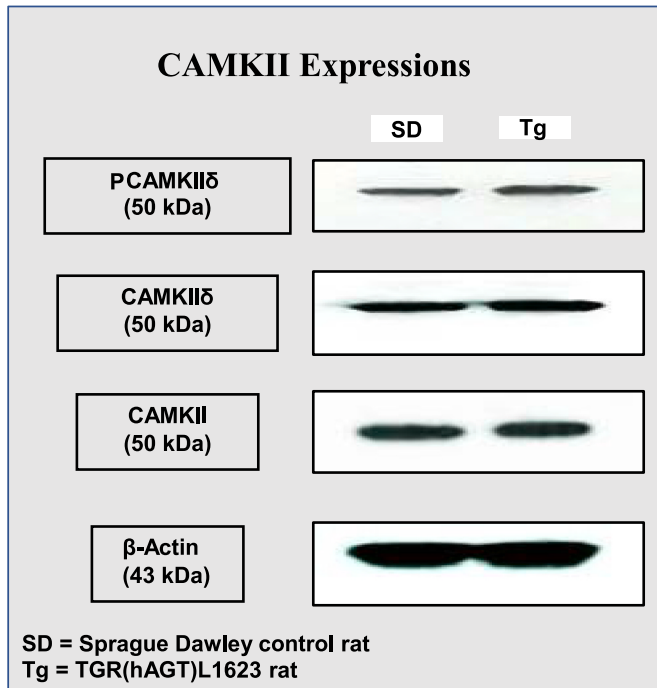 CAMKII Expressions
SD Tg
PCAMKIIδ
(50 kDa)
CAMKIIδ
(50 kDa)
CAMKII
(50 kDa)
β-Actin
(43 kDa)
SD = Sprague Dawley control rat
Tg = TGR(hAGT)L1623 rat